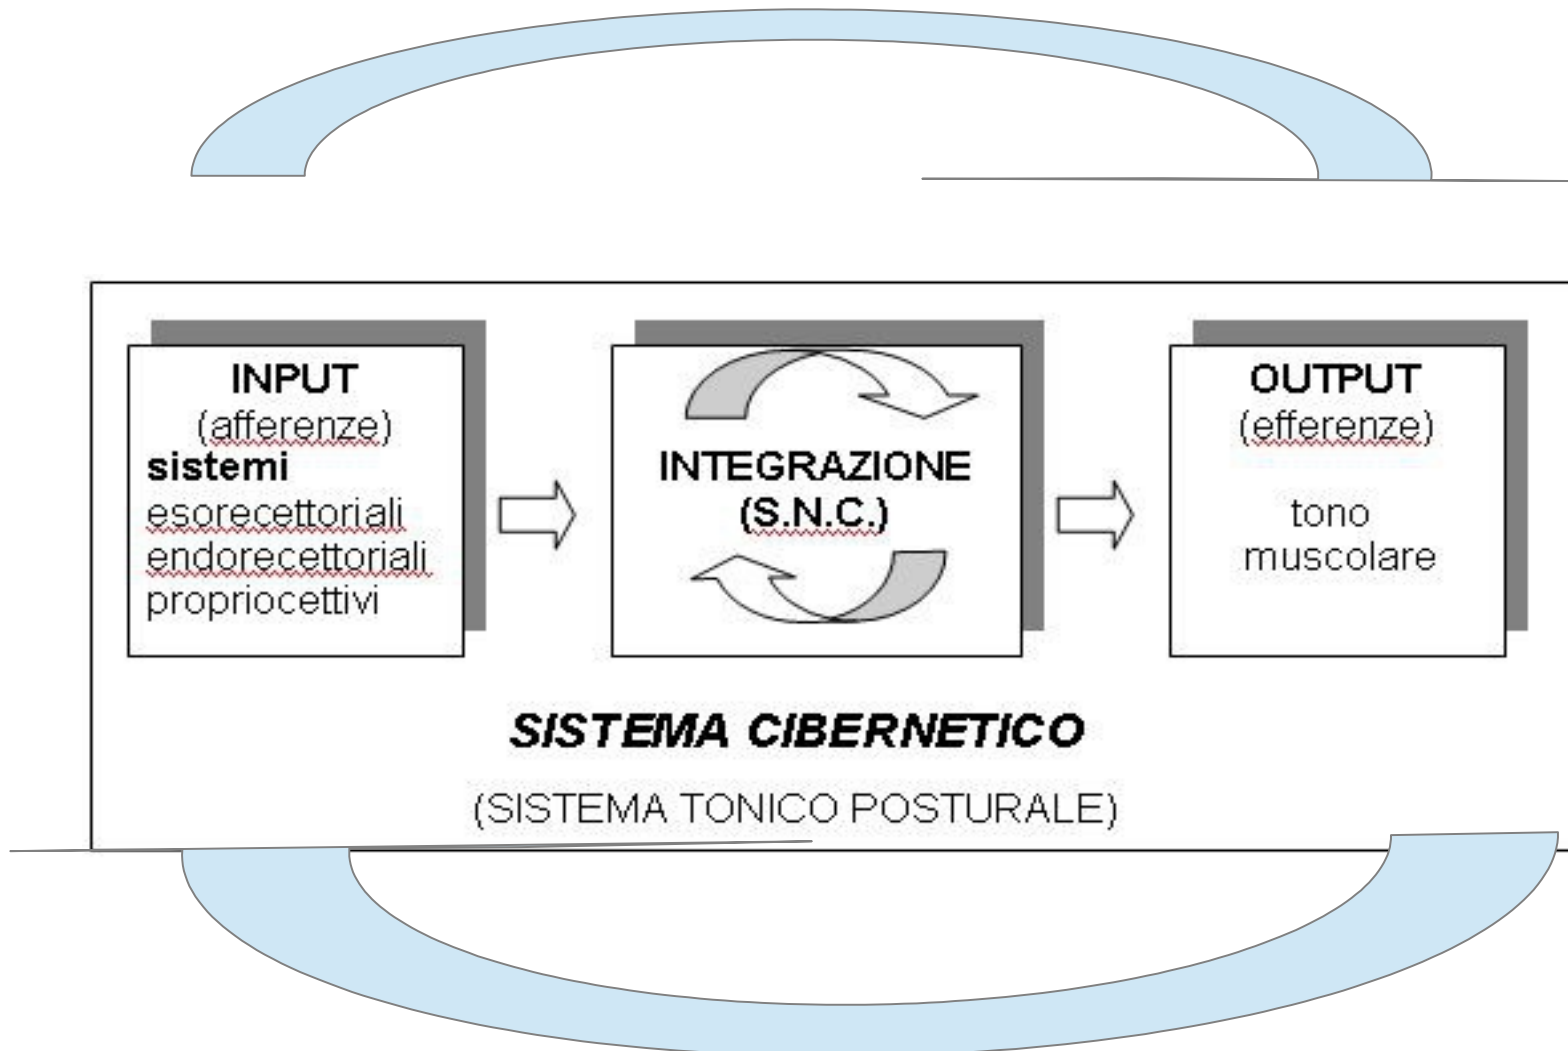 INPUT
(afferenze)
sistemi
esorecettoriali
endorecettoriali
propriocettivi
INTEGRAZIONE
(S.N.C.)
OUTPUT
(efferenze)
tono
muscolare
SISTEMA CIBERNETICO
(SISTEMA TONICO POSTURALE)